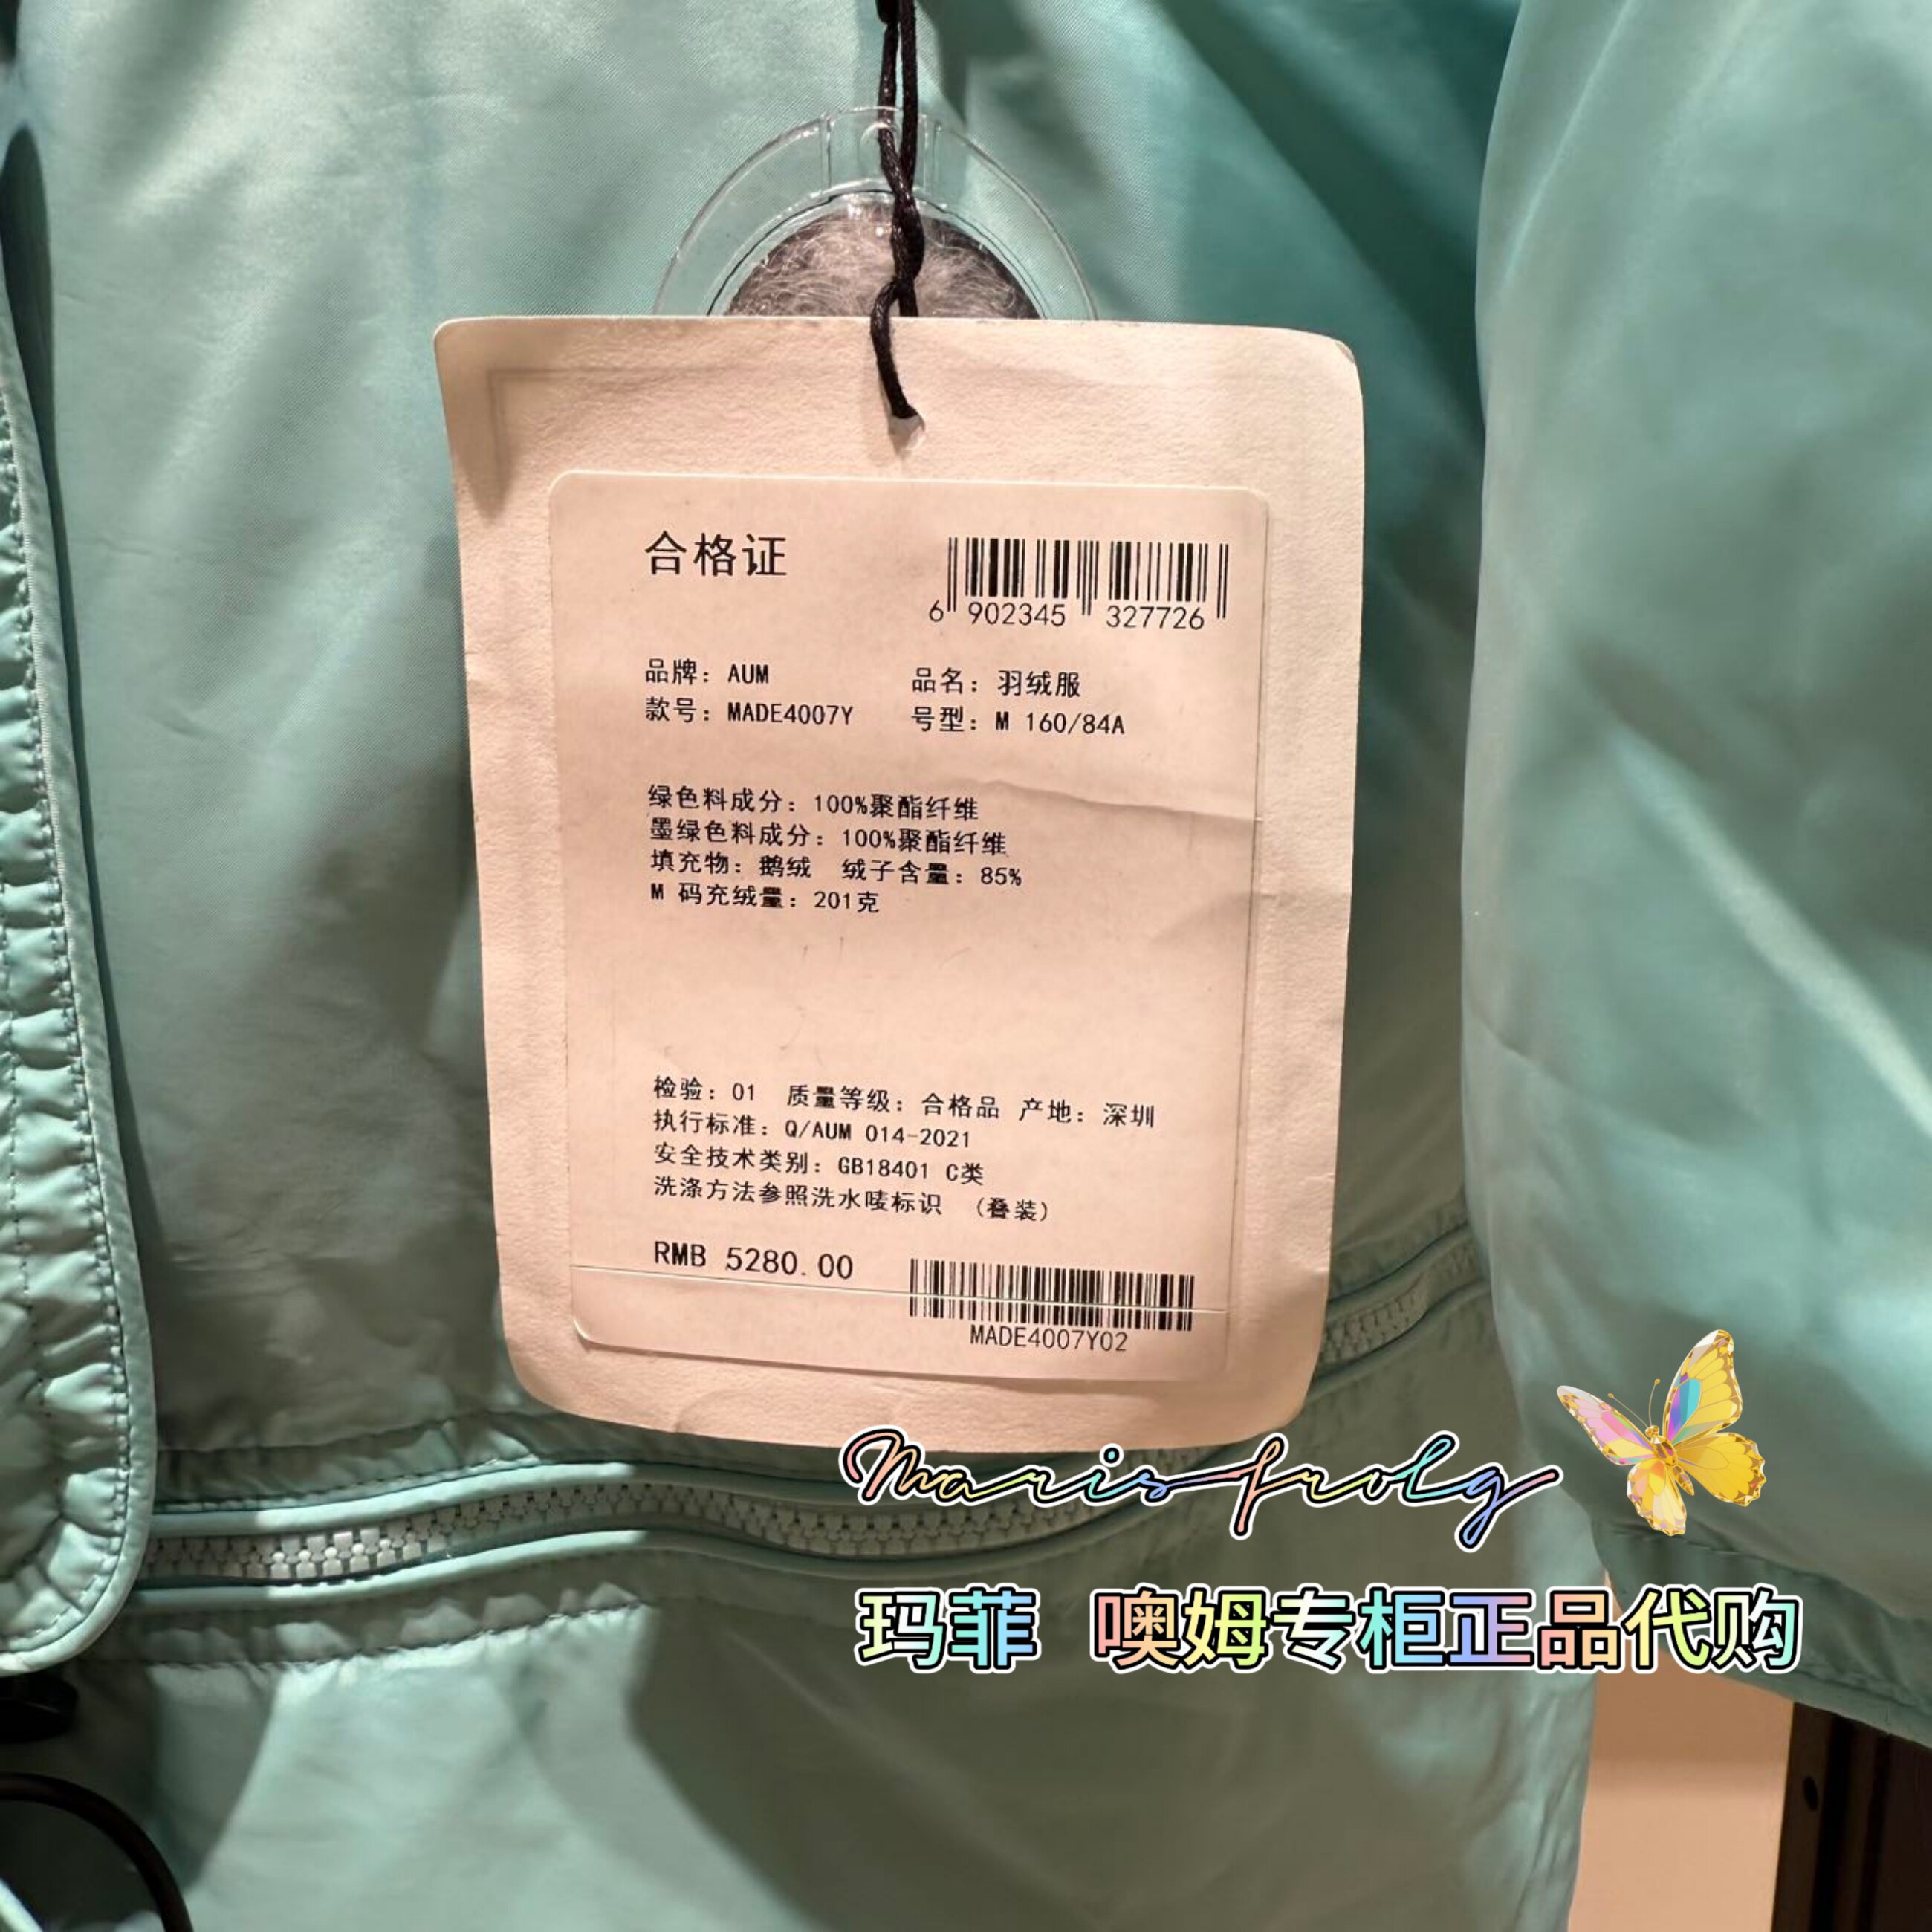 合格证
6 902345 327726
品牌：AUM 品名：羽绒服
款号：MADE4007Y 号型：M 160/84A
绿色料成分：100%聚酯纤维
墨绿色料成分：100%聚酯纤维
填充物：鹅绒 绒子含量：85%
M 码充绒量：201克
检验：01 质量等级：合格品 产地：深圳
执行标准：Q/AUM 014-2021
安全技术类别：GB18401 C类
洗涤方法参照洗水唛标识 （叠装）
RMB 5280.00
MADE4007Y02
Marisfrolg
玛菲 噢姆专柜正品代购